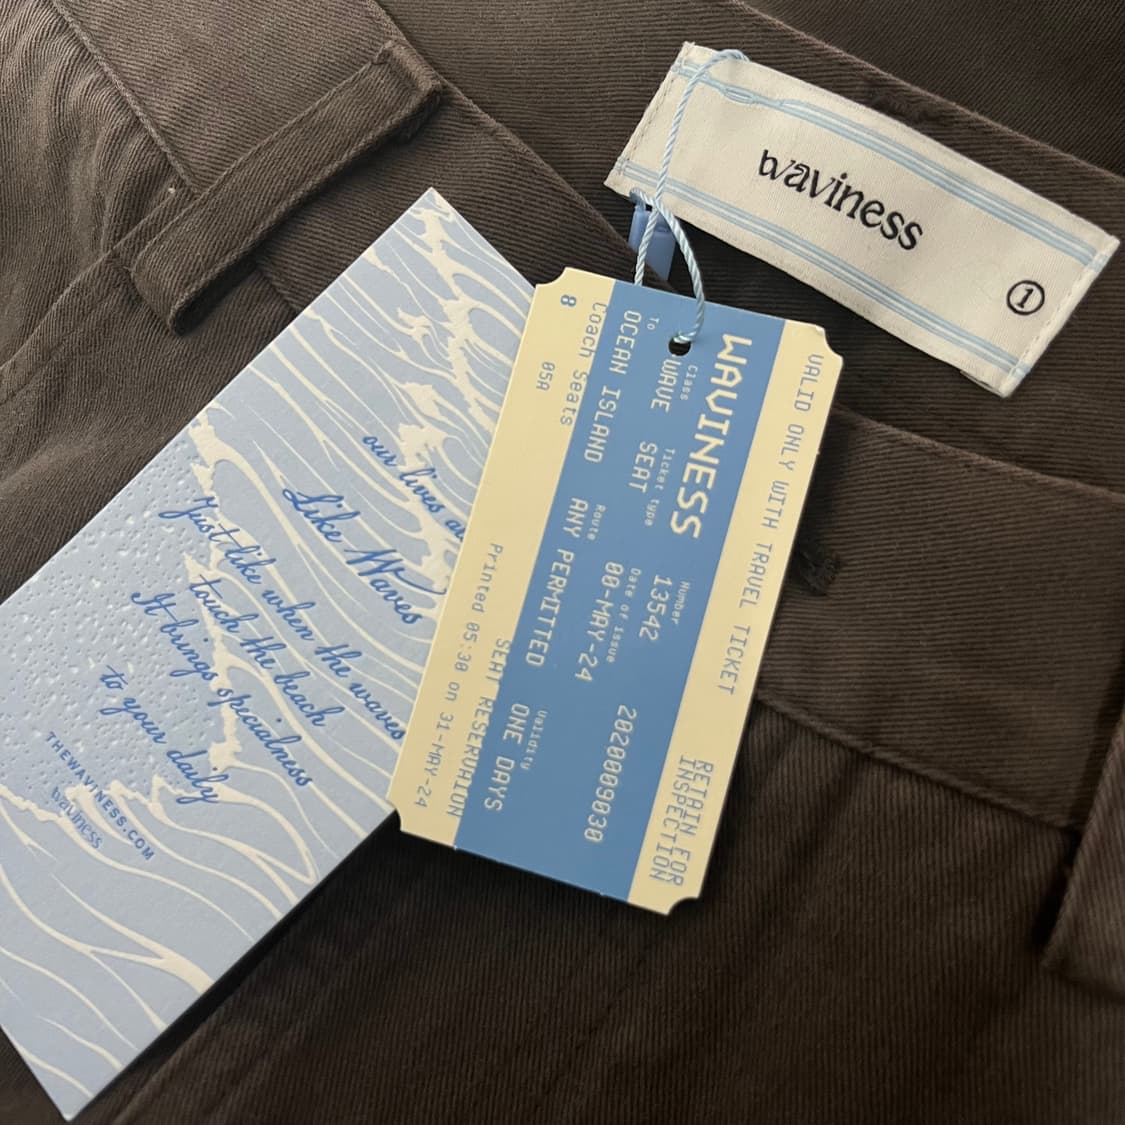 waviness
1
VALID ONLY WITH TRAVEL TICKET
RETAIN FOR
INSPECTION
WAVINESS
Class
WAVE
Ticket type
SEAT
Number
13542
2020009030
Date of issue
00-MAY-24
To
OCEAN ISLAND
Route
ANY PERMITTED
Validity
ONE DAYS
Coach Seats
SEAT RESERVATION
8
05A
Printed 05:30 on 31-MAY-24
our lives
Like Waves
Just like when the waves
touch the beach
It brings specialness
to your daily
THEWAVINESS.COM
waviness